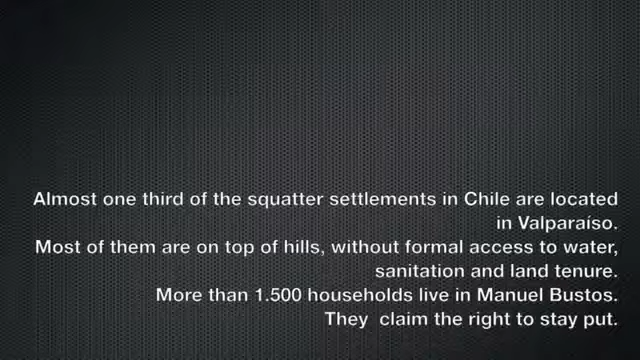 Almost one third of the squatter settlements in Chile are located
in Valparaíso.
Most of them are on top of hills, without formal access to water,
sanitation and land tenure.
More than 1.500 households live in Manuel Bustos.
They  claim the right to stay put.